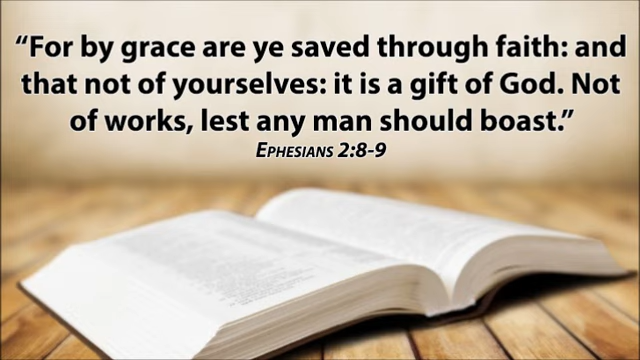 “For by grace are ye saved through faith: and
that not of yourselves: it is a gift of God. Not
of works, lest any man should boast.”
Ephesians 2:8-9